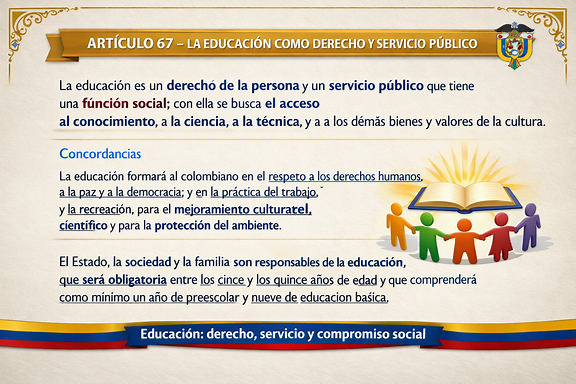 ARTÍCULO 67 – LA EDUCACIÓN COMO DERECHO Y SERVICIO PÚBLICO
La educación es un derecho de la persona y un servicio público que tiene
una función social; con ella se busca el acceso
al conocimiento, a la ciencia, a la técnica, y a a los démás bienes y valores de la cultura.
Concordancias
La educación formará al colombiano en el respeto a los derechos humanos,
a la paz y a la democracia; y en la práctica del trabajo,
y la recreación, para el mejoramiento culturatel,
científico y para la protección del ambiente.
El Estado, la sociedad y la familia son responsables de la educación,
que será obligatoria entre los cince y los quince años de edad y que comprenderá
como mínimo un año de preescolar y nueve de educacion basica.
Educación: derecho, servicio y compromiso social